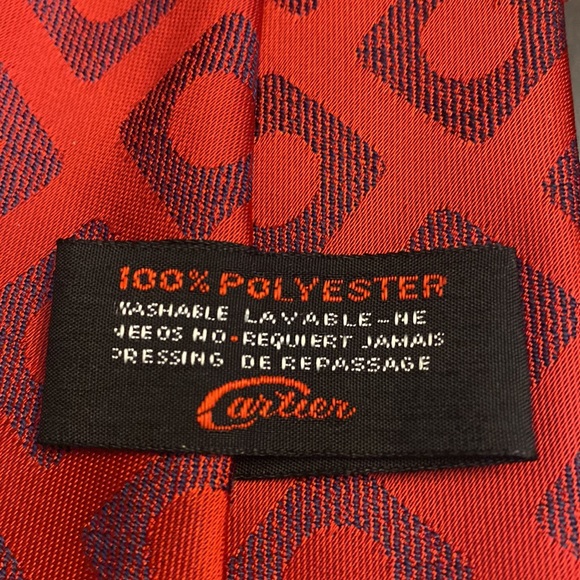 100% POLYESTER
WASHABLE LAVABLE-NE
NEEDS NO•REQUIERT JAMAIS
PRESSING DE REPASSAGE
Cartier